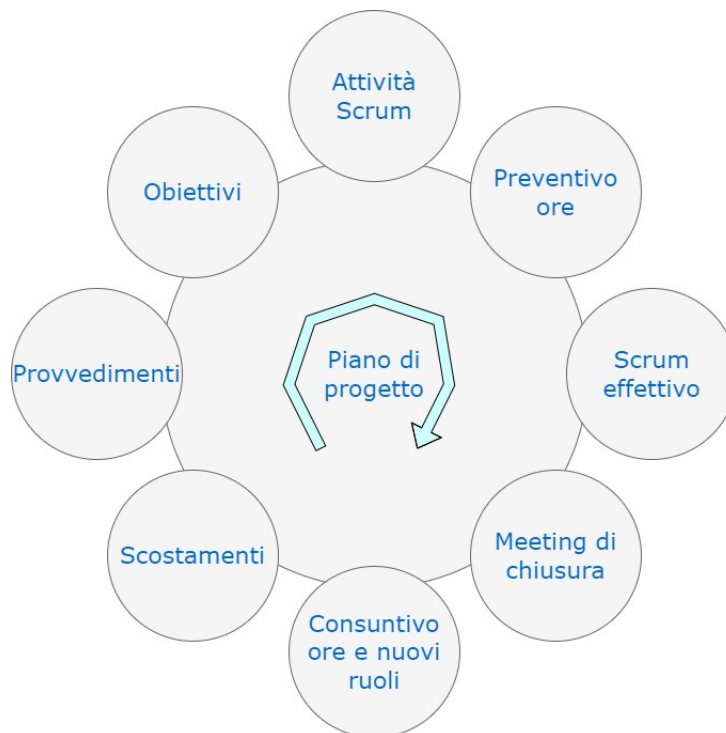 Attività
Scrum
Obiettivi
Preventivo
ore
Provvedimenti
Piano di
progetto
Scrum
effettivo
Scostamenti
Meeting di
chiusura
Consuntivo
ore e nuovi
ruoli